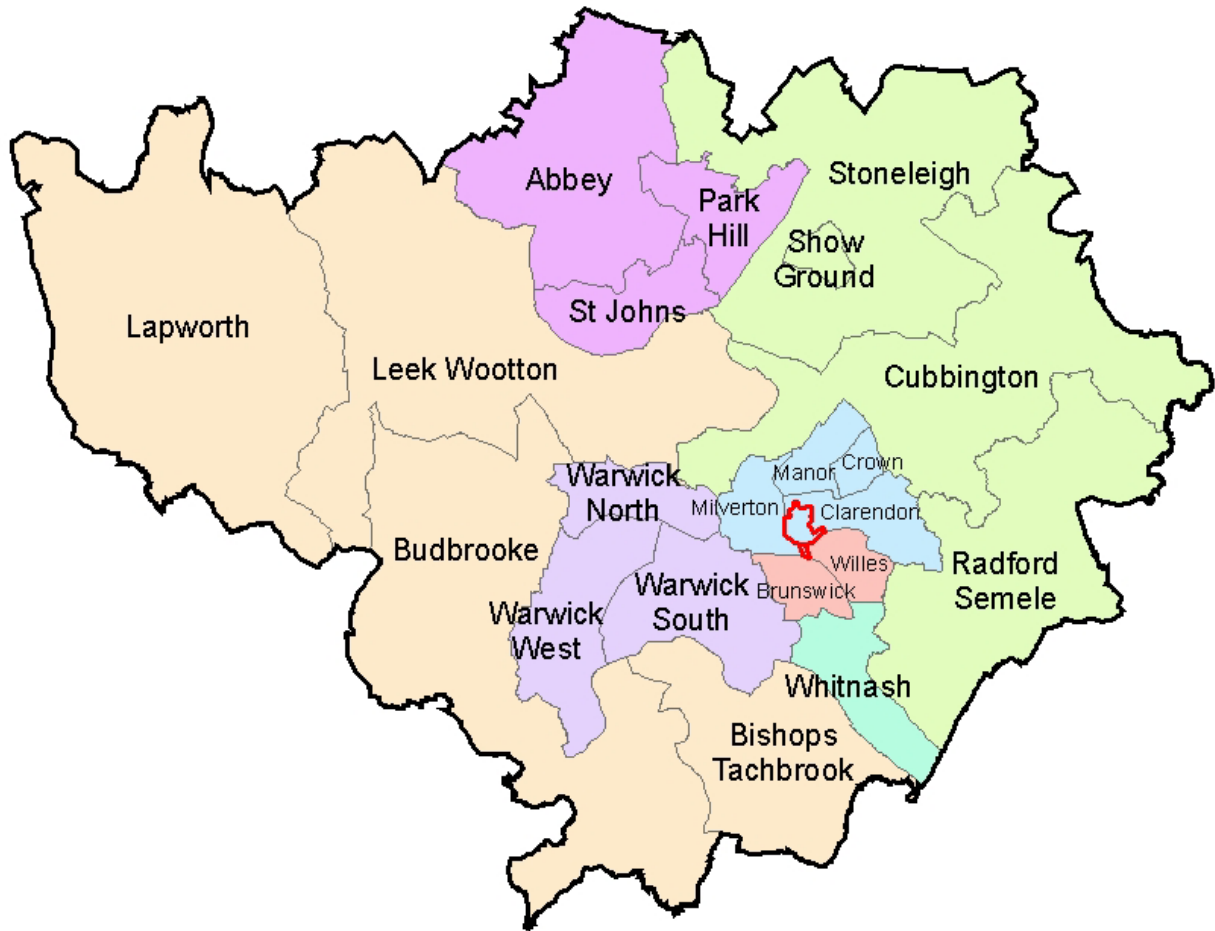 Abbey
Stoneleigh
Park
Hill
Show
Ground
St Johns
Lapworth
Leek Wootton
Cubbington
Manor
Crown
Warwick
North
Milverton
Clarendon
Budbrooke
Willes
Radford
Semele
Brunswick
Warwick
South
Warwick
West
Whitnash
Bishops
Tachbrook